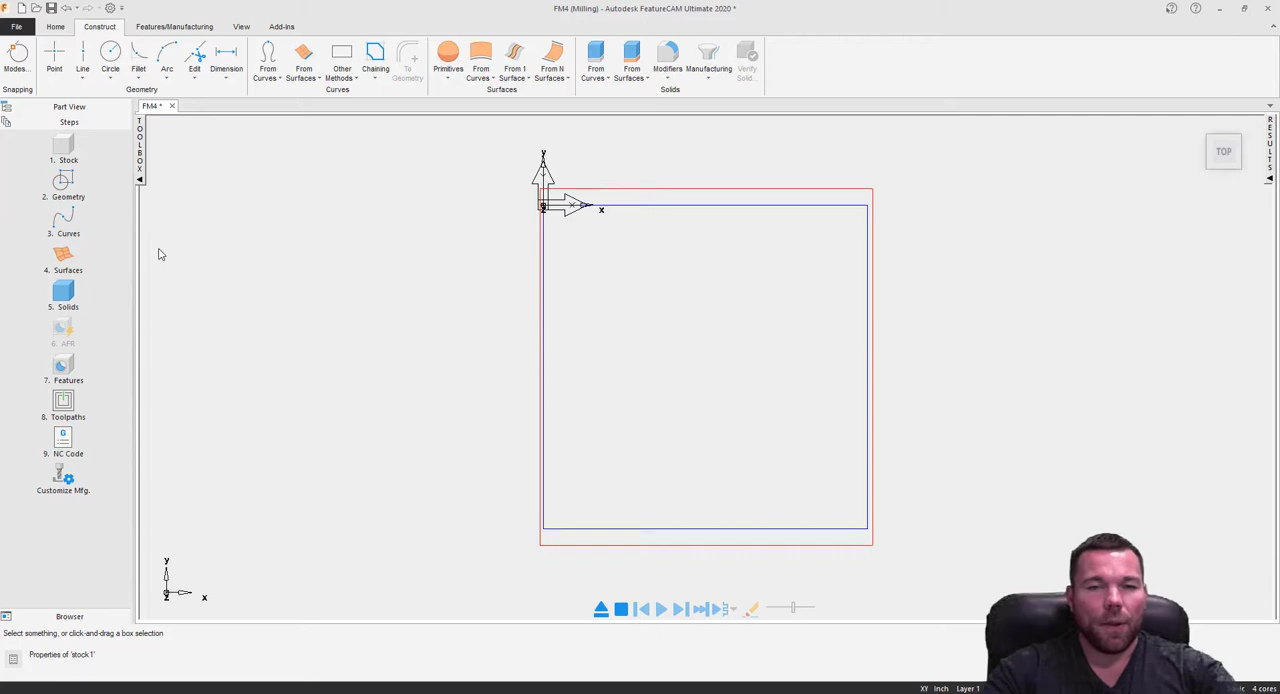 FM4 (Milling) - Autodesk FeatureCAM Ultimate 2020 *
File Home Construct Features/Manufacturing View Add-Ins
Modes... Point Line Circle Fillet Arc Edit Dimension From Curves From Surfaces Other Methods Chaining To Geometry Primitives From Curves From 1 Surface From N Surfaces From Curves From Surfaces Modifiers Manufacturing Verify Solid...
Snapping Geometry Curves Surfaces Solids
Part View
FM4 *
Steps
TOOLBOX
RESULTS
1. Stock
2. Geometry
3. Curves
4. Surfaces
5. Solids
6. AFR
7. Features
8. Toolpaths
9. NC Code
Customize Mfg.
TOP
y
x
z
y
x
z
Browser
Select something, or click-and-drag a box selection
Properties of 'stock1'
XY Inch Layer 1
4 cores